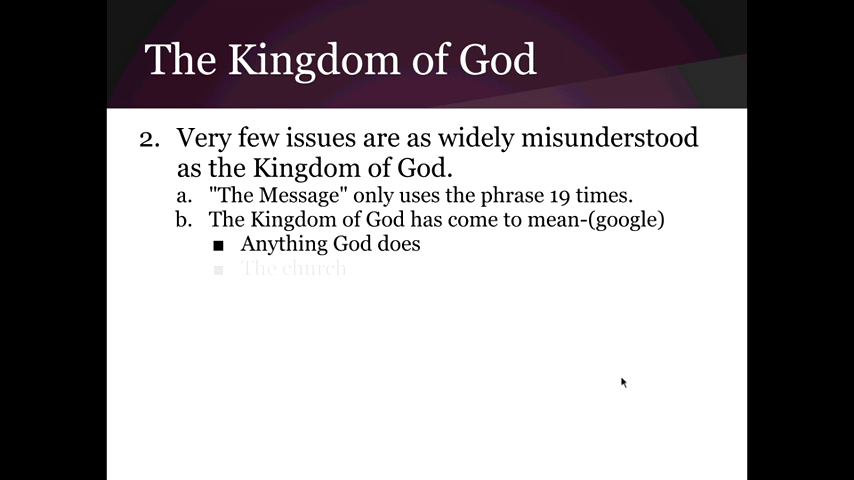 The Kingdom of God
2. Very few issues are as widely misunderstood
as the Kingdom of God.
a. "The Message" only uses the phrase 19 times.
b. The Kingdom of God has come to mean-(google)
■ Anything God does
■ The church